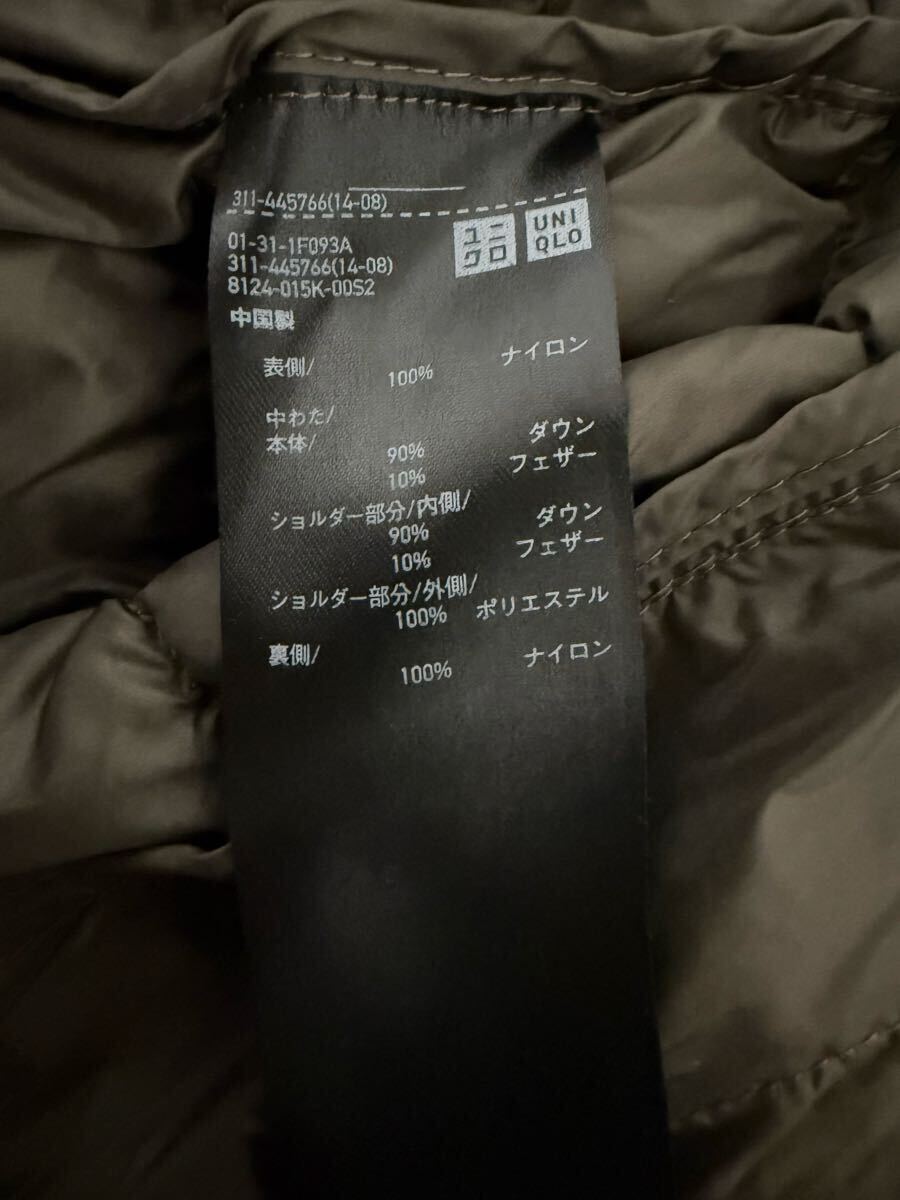 311-445766(14-08)
ユニクロ
UNIQLO
01-31-1F093A
311-445766(14-08)
8124-015K-00S2
中国製
表側/
100% ナイロン
中わた/
本体/
90% ダウン
10% フェザー
ショルダー部分/内側/
90% ダウン
10% フェザー
ショルダー部分/外側/
100% ポリエステル
裏側/
100% ナイロン